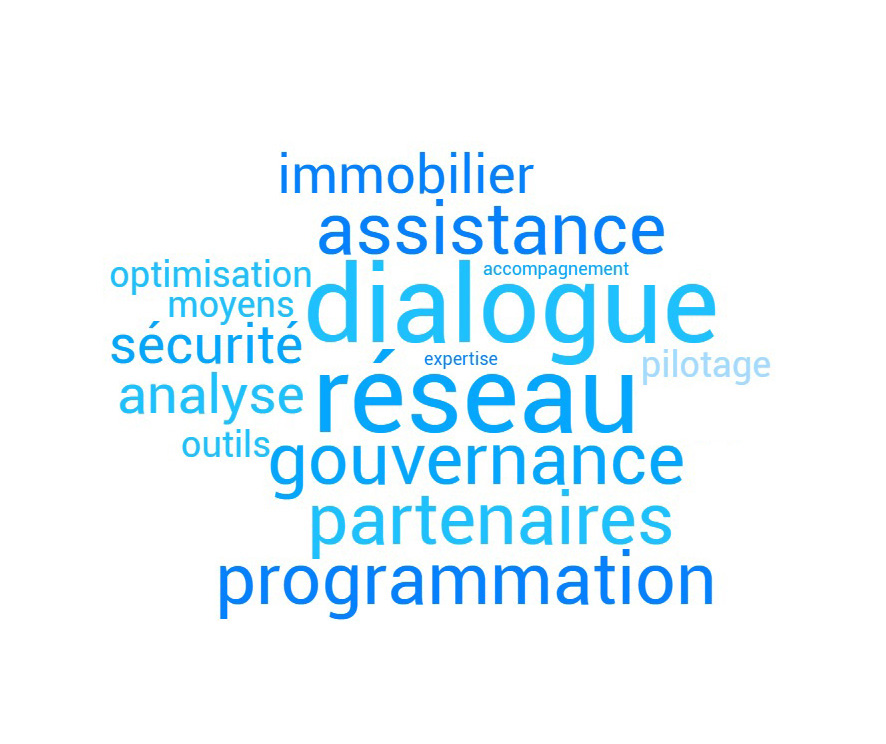 immobilier
assistance
optimisation
accompagnement
moyens
dialogue
sécurité
expertise
pilotage
analyse
réseau
outils
gouvernance
partenaires
programmation